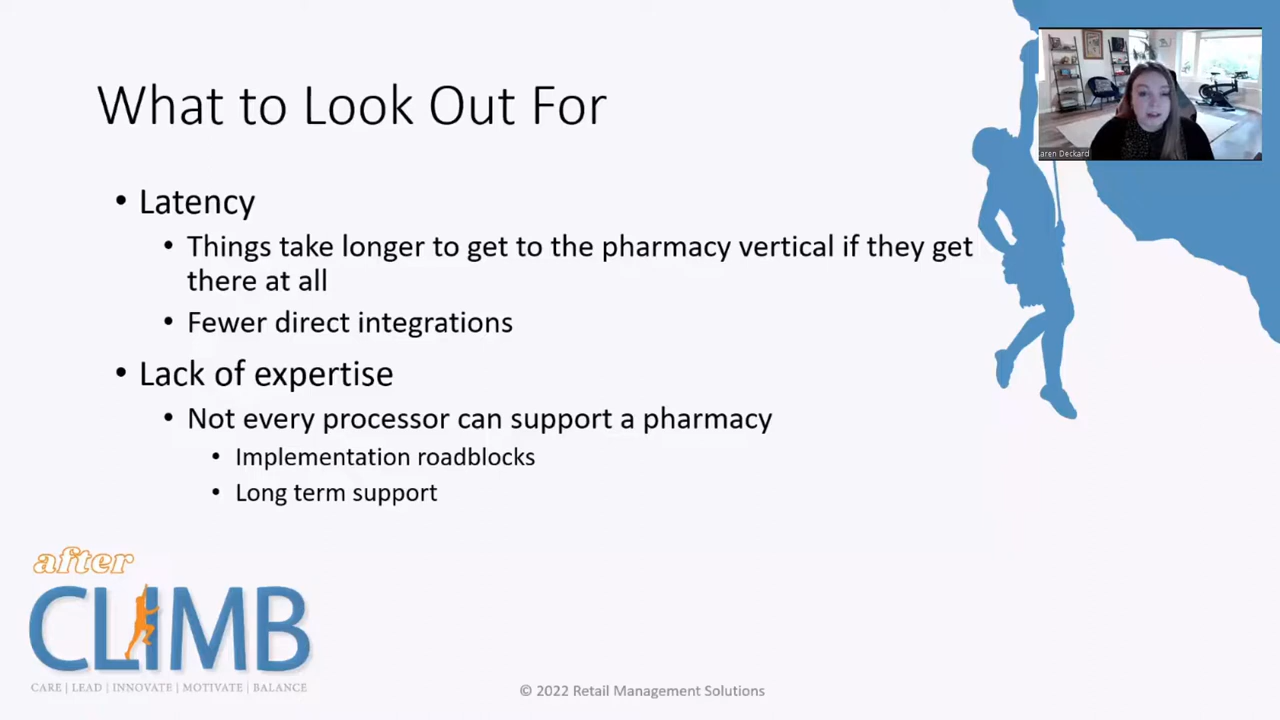 What to Look Out For
• Latency
• Things take longer to get to the pharmacy vertical if they get
there at all
• Fewer direct integrations
• Lack of expertise
• Not every processor can support a pharmacy
• Implementation roadblocks
• Long term support
aren Deckard
after
CLIMB
CARE | LEAD | INNOVATE | MOTIVATE | BALANCE
© 2022 Retail Management Solutions